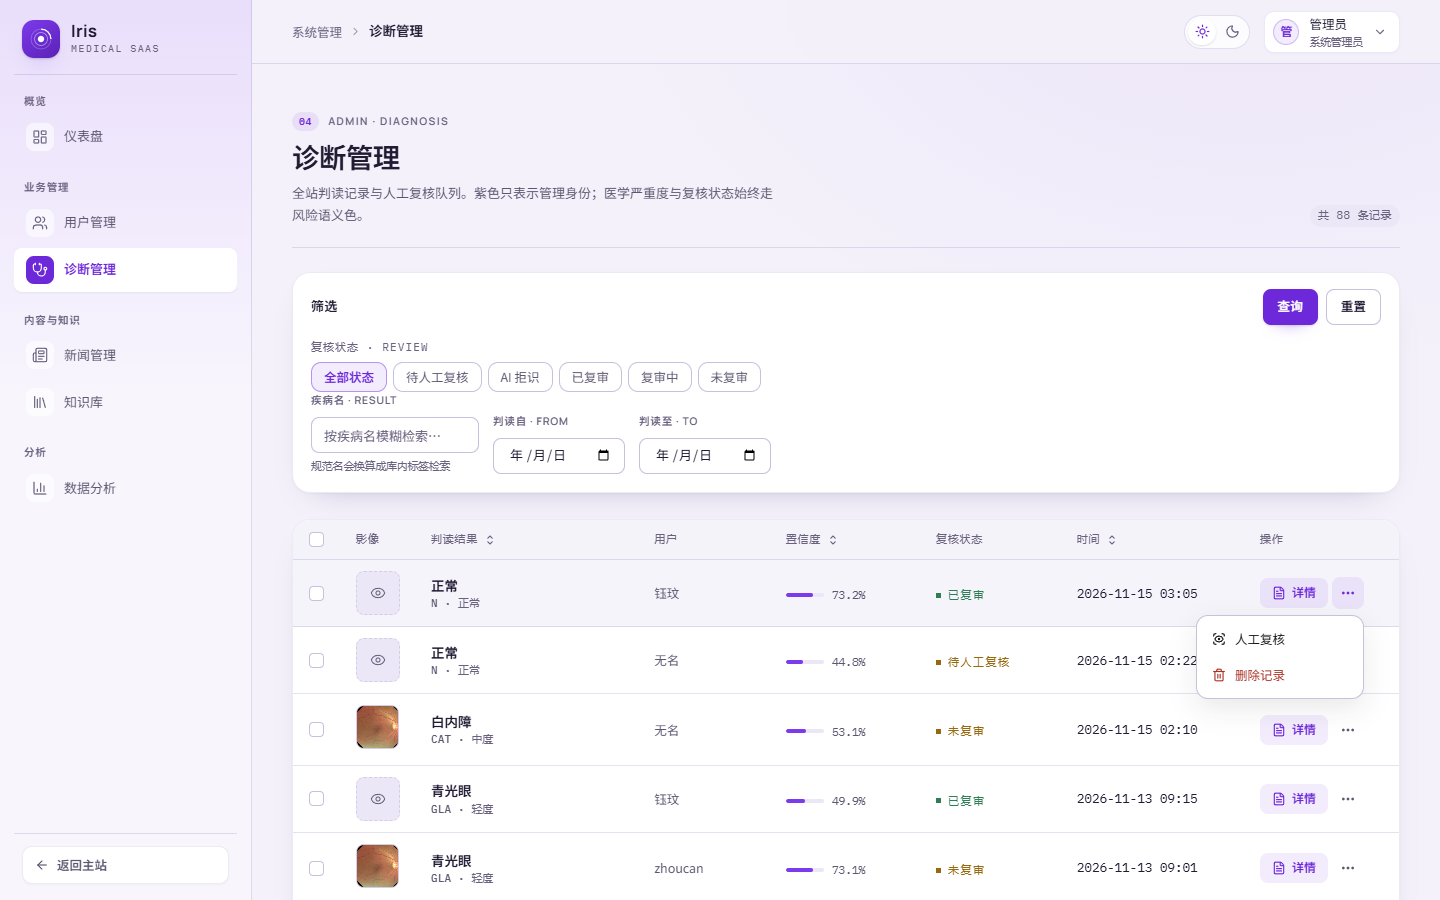 Iris
MEDICAL SAAS
概览
仪表盘
业务管理
用户管理
诊断管理
内容与知识
新闻管理
知识库
分析
数据分析
返回主站
系统管理 > 诊断管理
管 管理员
系统管理员
04 ADMIN · DIAGNOSIS
诊断管理
全站判读记录与人工复核队列。紫色只表示管理身份；医学严重度与复核状态始终走
风险语义色。
共 88 条记录
筛选
查询 重置
复核状态 · REVIEW
全部状态 待人工复核 AI 拒识 已复审 复审中 未复审
疾病名 · RESULT
判读自 · FROM 判读至 · TO
按疾病名模糊检索… 年 /月/日 年 /月/日
规范名会换算成库内标签检索
影像 判读结果 用户 置信度 复核状态 时间 操作
正常
N · 正常 钰玟 73.2% 已复审 2026-11-15 03:05 详情
人工复核
删除记录
正常
N · 正常 无名 44.8% 待人工复核 2026-11-15 02:22
白内障
CAT · 中度 无名 53.1% 未复审 2026-11-15 02:10 详情
青光眼
GLA · 轻度 钰玟 49.9% 已复审 2026-11-13 09:15 详情
青光眼
GLA · 轻度 zhoucan 73.1% 未复审 2026-11-13 09:01 详情